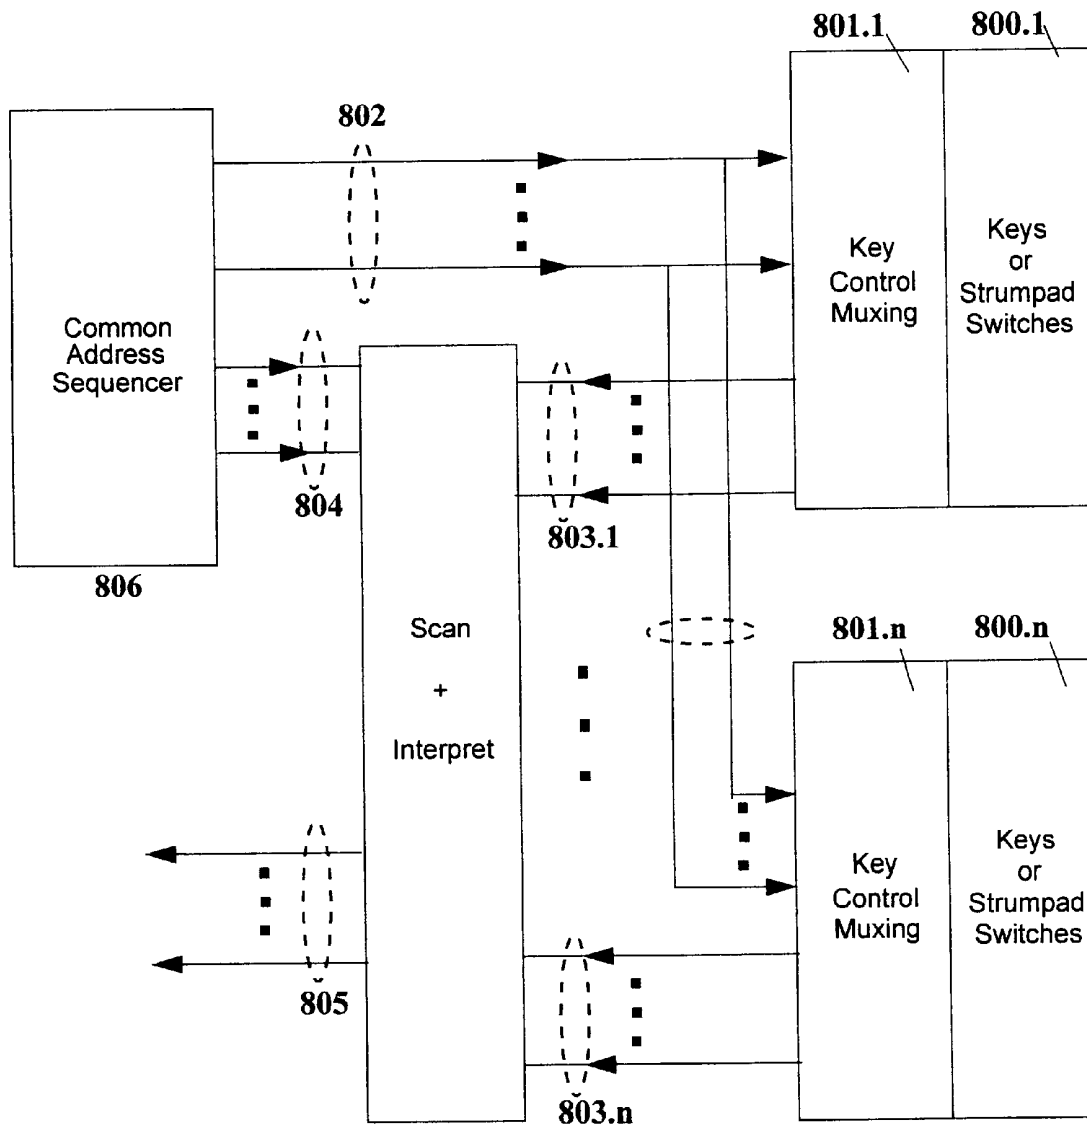 801.1 800.1
802
Key
Control
Muxing
Keys
or
Strumpad
Switches
Common
Address
Sequencer
804
803.1
806
Scan
+
Interpret
801.n 800.n
Key
Control
Muxing
Keys
or
Strumpad
Switches
805
803.n